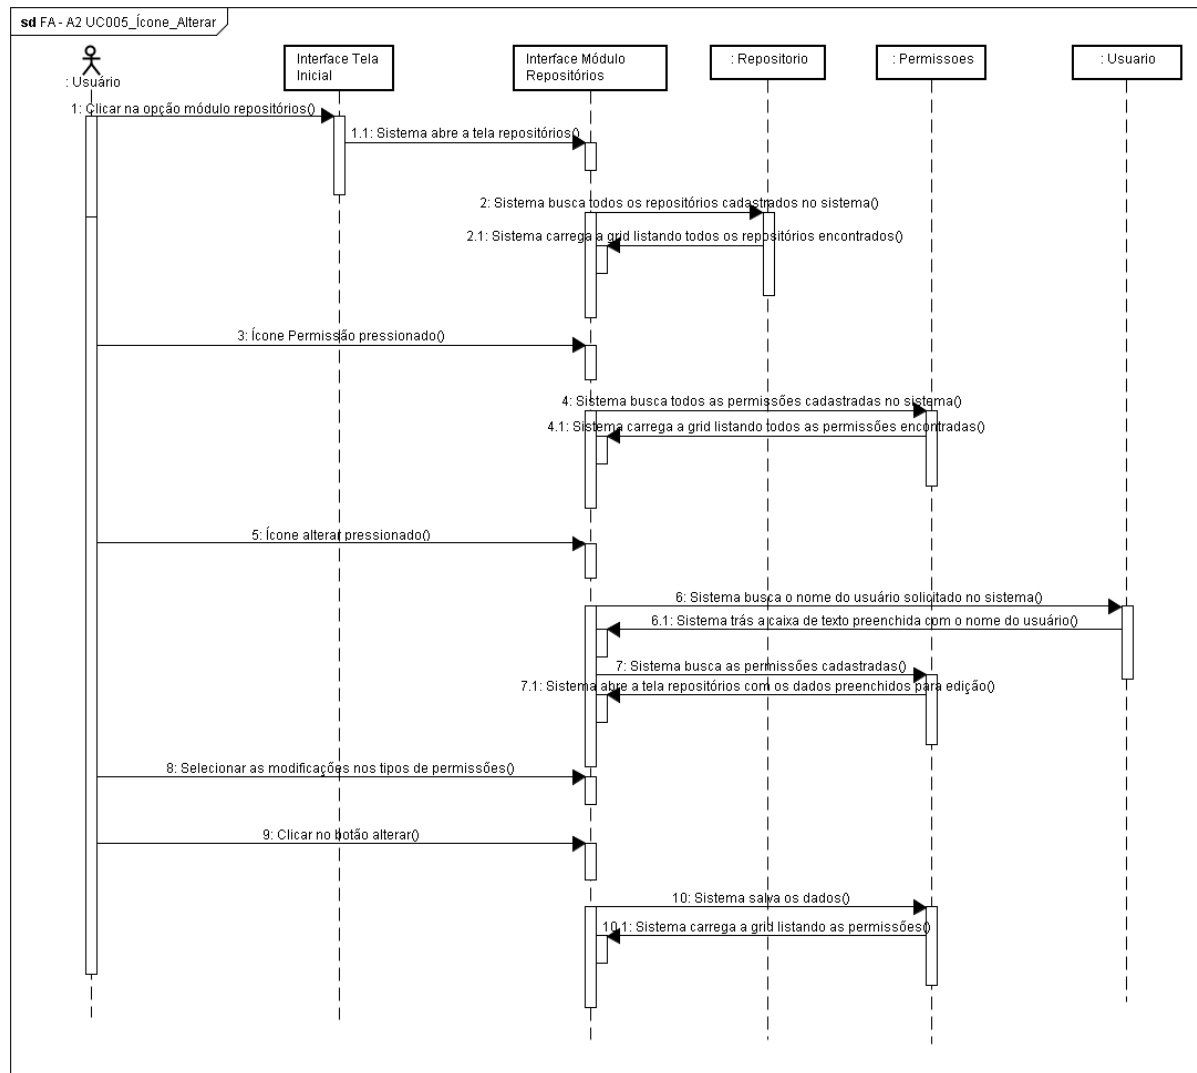 sd FA - A2 UC005_Ícone_Alterar
: Usuário
Interface Tela
Inicial
Interface Módulo
Repositórios
: Repositorio
: Permissoes
: Usuario
1: Clicar na opção módulo repositórios()
1.1: Sistema abre a tela repositórios()
2: Sistema busca todos os repositórios cadastrados no sistema()
2.1: Sistema carrega a grid listando todos os repositórios encontrados()
3: Ícone Permissão pressionado()
4: Sistema busca todos as permissões cadastradas no sistema()
4.1: Sistema carrega a grid listando todos as permissões encontradas()
5: Ícone alterar pressionado()
6: Sistema busca o nome do usuário solicitado no sistema()
6.1: Sistema trás a caixa de texto preenchida com o nome do usuário()
7: Sistema busca as permissões cadastradas()
7.1: Sistema abre a tela repositórios com os dados preenchidos para edição()
8: Selecionar as modificações nos tipos de permissões()
9: Clicar no botão alterar()
10: Sistema salva os dados()
10.1: Sistema carrega a grid listando as permissões()